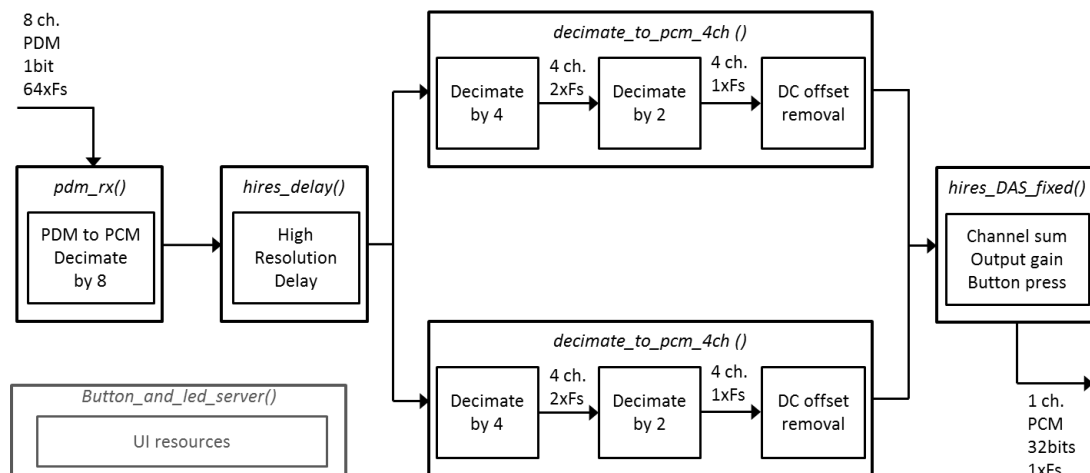 8 ch.
PDM
1bit
64xFs
pdm_rx()
PDM to PCM
Decimate
by 8
hires_delay()
High
Resolution
Delay
decimate_to_pcm_4ch ()
Decimate
by 4
4 ch.
2xFs
Decimate
by 2
4 ch.
1xFs
DC offset
removal
decimate_to_pcm_4ch ()
Decimate
by 4
4 ch.
2xFs
Decimate
by 2
4 ch.
1xFs
DC offset
removal
hires_DAS_fixed()
Channel sum
Output gain
Button press
1 ch.
PCM
32bits
1xFs
Button_and_led_server()
UI resources